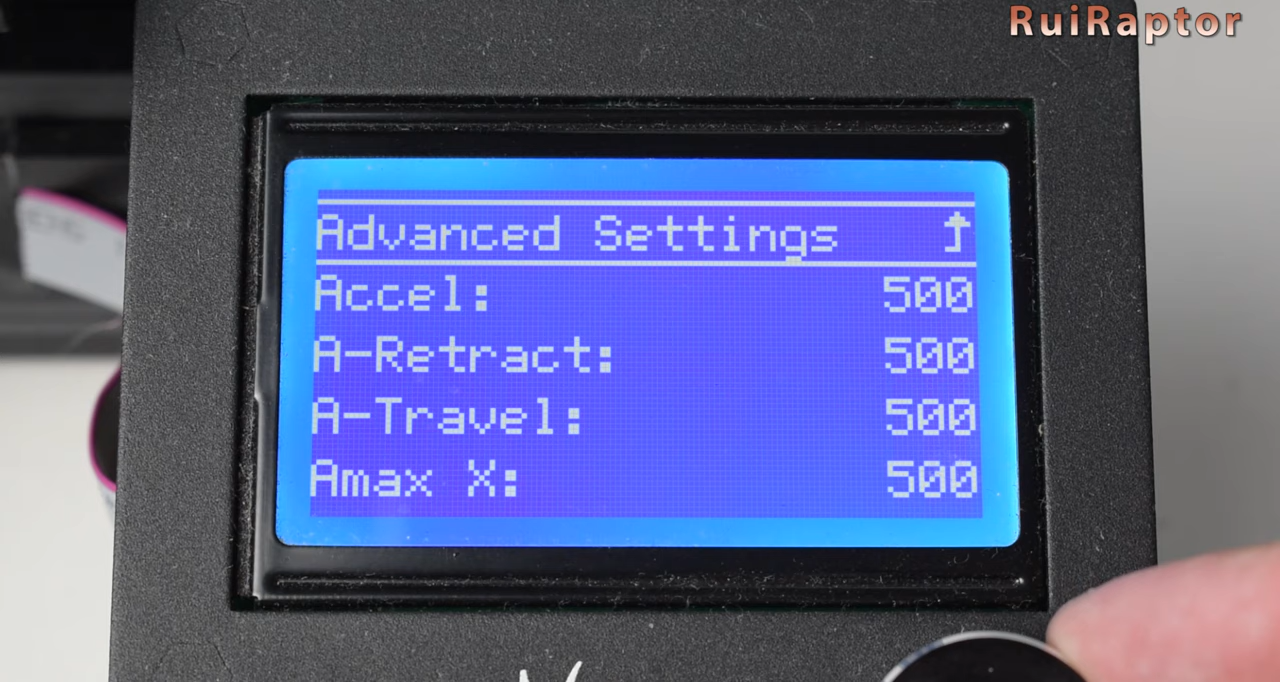 RuiRaptor
Advanced Settings
Accel: 500
A-Retract: 500
A-Travel: 500
Amax X: 500